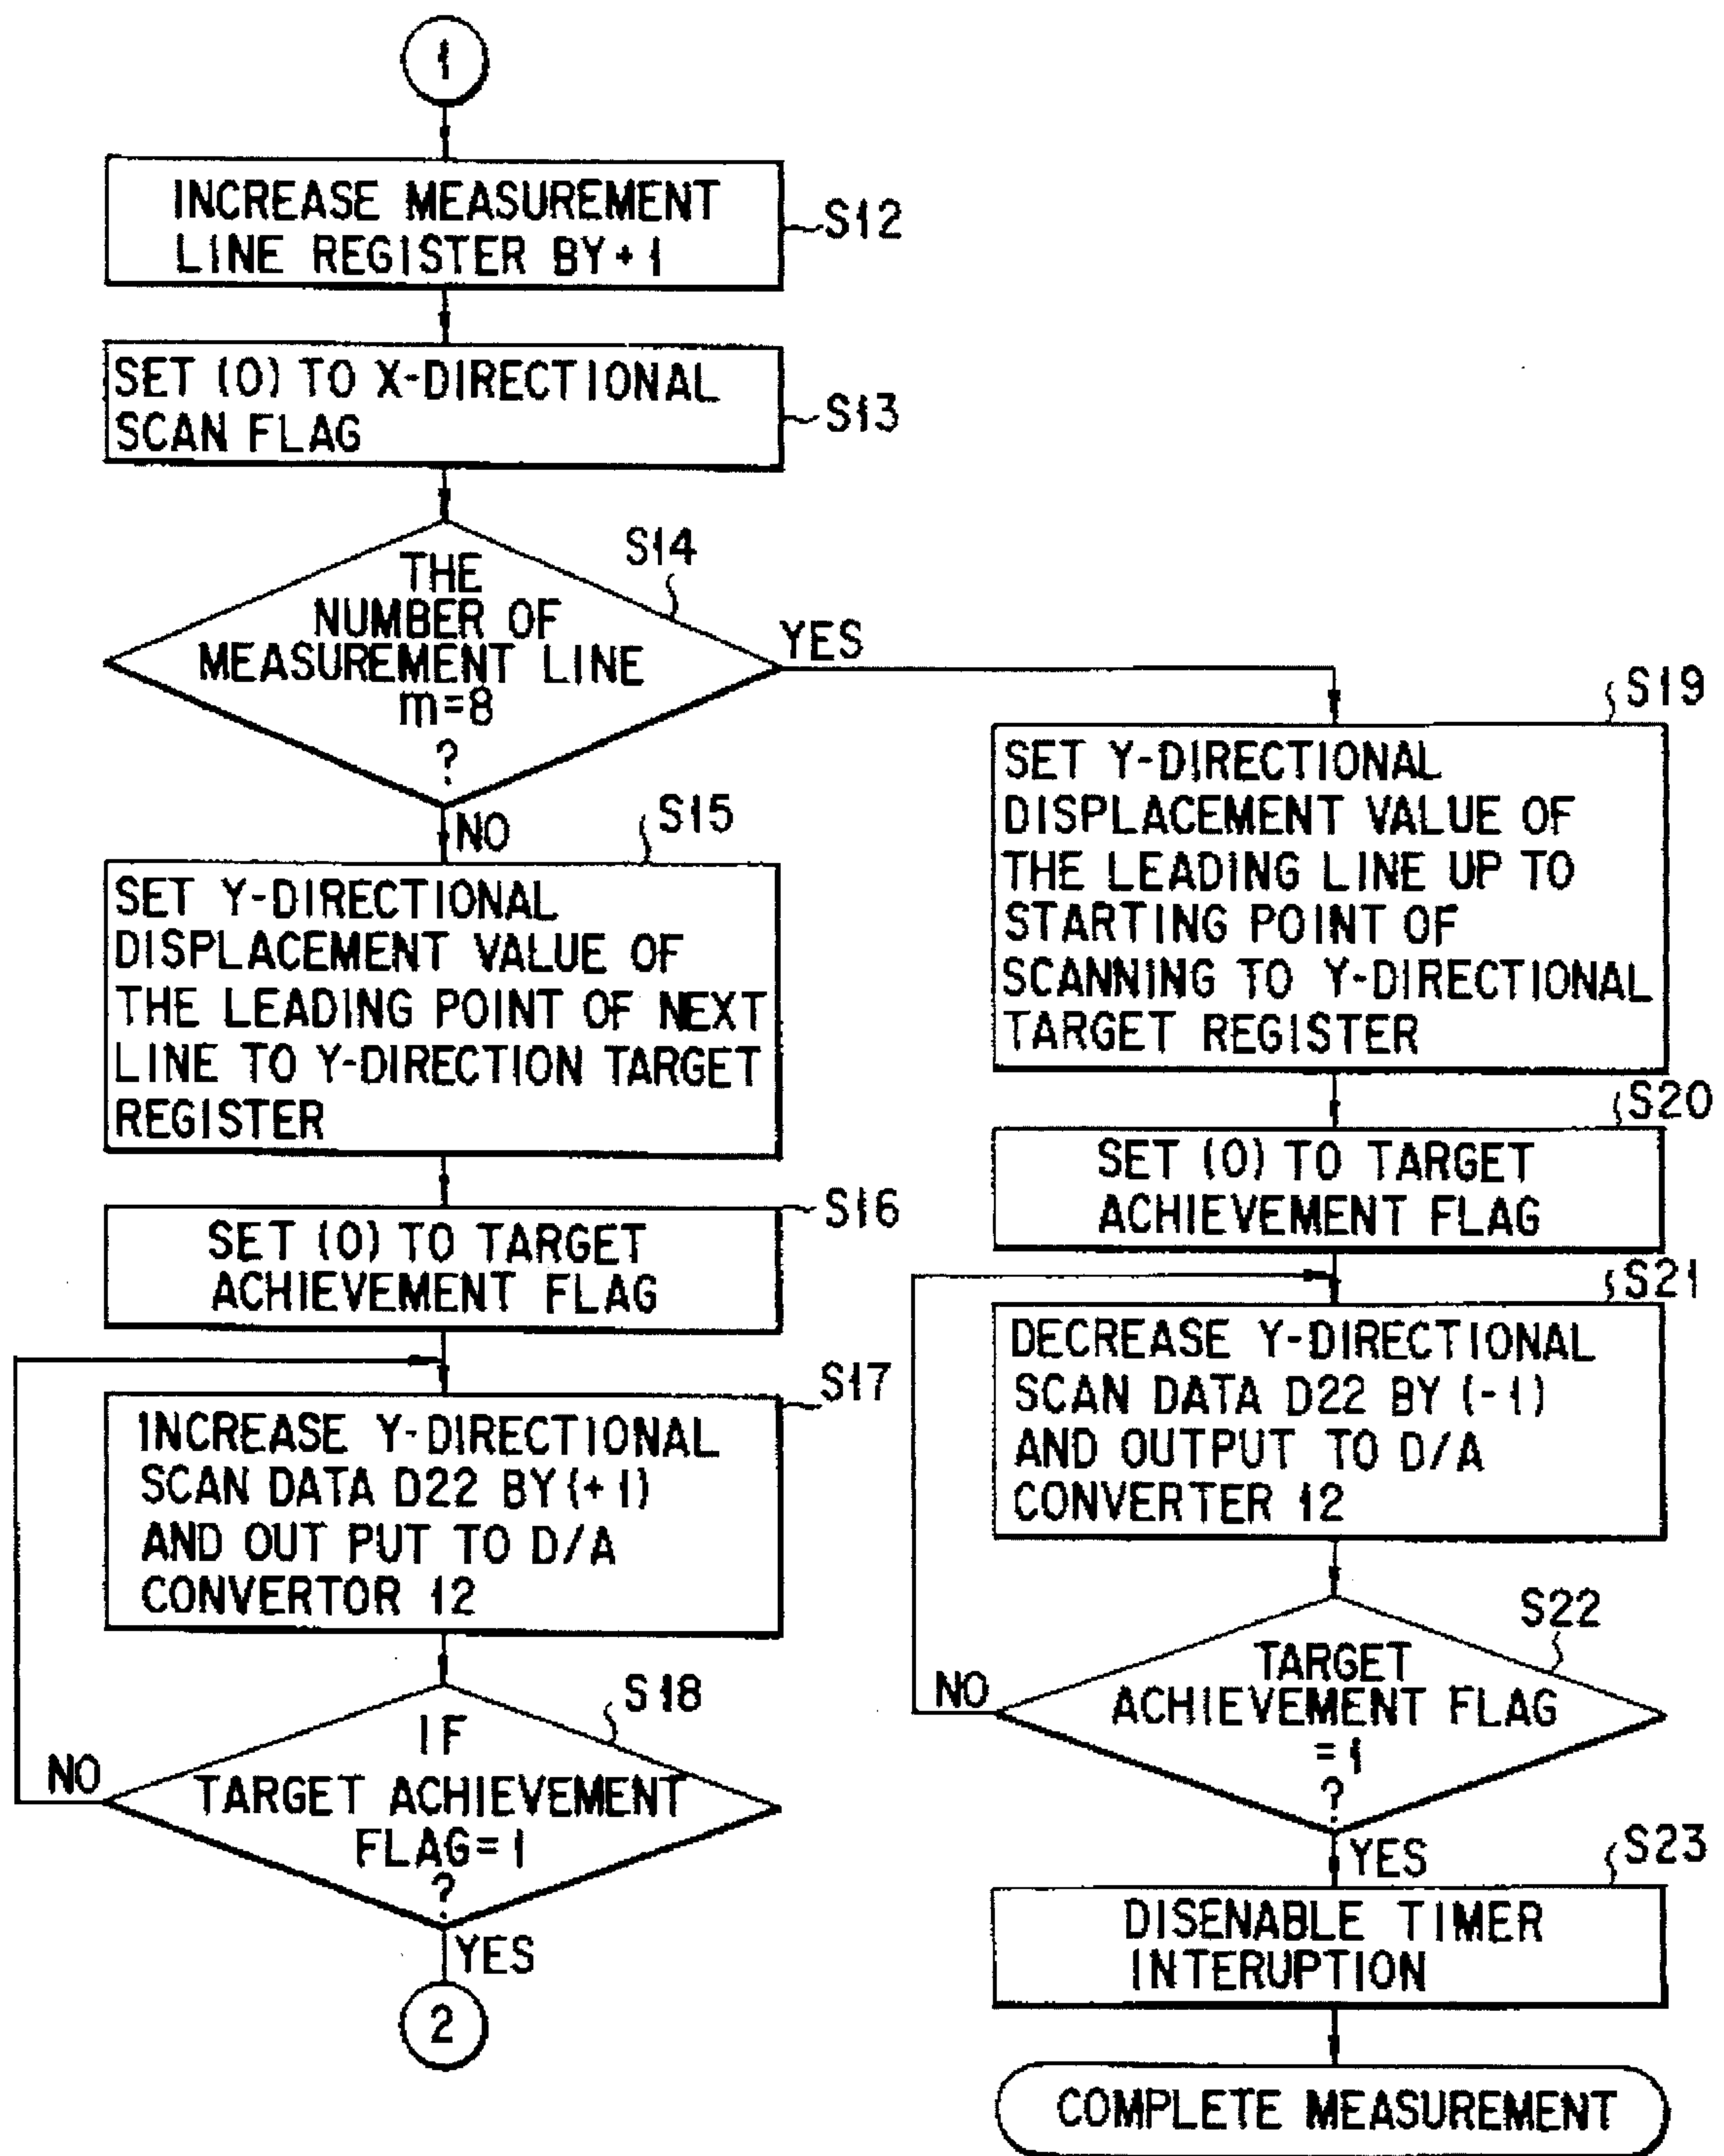 1
INCREASE MEASUREMENT
LINE REGISTER BY+1
S12
SET (0) TO X-DIRECTIONAL
SCAN FLAG
S13
S14
THE
NUMBER OF
MEASUREMENT LINE
m=8
?
YES
NO
S15
SET Y-DIRECTIONAL
DISPLACEMENT VALUE OF
THE LEADING POINT OF NEXT
LINE TO Y-DIRECTION TARGET
REGISTER
S16
SET (0) TO TARGET
ACHIEVEMENT FLAG
S17
INCREASE Y-DIRECTIONAL
SCAN DATA D22 BY(+1)
AND OUT PUT TO D/A
CONVERTOR 12
S18
IF
TARGET ACHIEVEMENT
FLAG=1
?
NO
YES
2
S19
SET Y-DIRECTIONAL
DISPLACEMENT VALUE OF
THE LEADING LINE UP TO
STARTING POINT OF
SCANNING TO Y-DIRECTIONAL
TARGET REGISTER
S20
SET (0) TO TARGET
ACHIEVEMENT FLAG
S21
DECREASE Y-DIRECTIONAL
SCAN DATA D22 BY (-1)
AND OUTPUT TO D/A
CONVERTER 12
S22
TARGET
ACHIEVEMENT FLAG
=1
?
NO
YES
S23
DISENABLE TIMER
INTERUPTION
COMPLETE MEASUREMENT